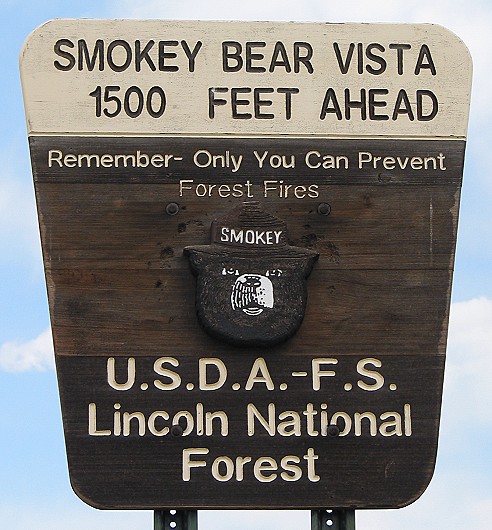 SMOKEY BEAR VISTA
1500 FEET AHEAD
Remember- Only You Can Prevent
Forest Fires
SMOKEY
U.S.D.A.-F.S.
Lincoln National
Forest